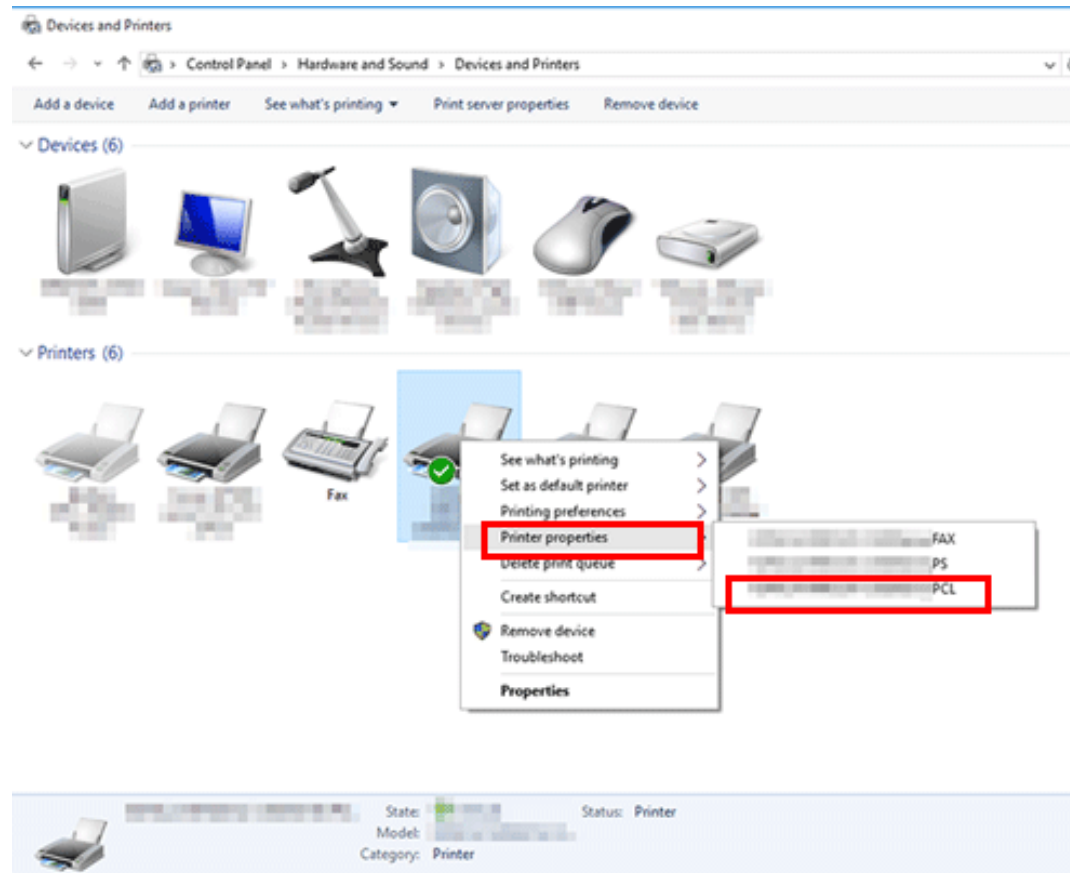 Devices and Printers
Control Panel > Hardware and Sound > Devices and Printers
Add a device Add a printer See what's printing Print server properties Remove device
Devices (6)
Printers (6)
Fax
See what's printing
Set as default printer
Printing preferences
Printer properties
Delete print queue
Create shortcut
Remove device
Troubleshoot
Properties
FAX
PS
PCL
State: Status: Printer
Model:
Category: Printer